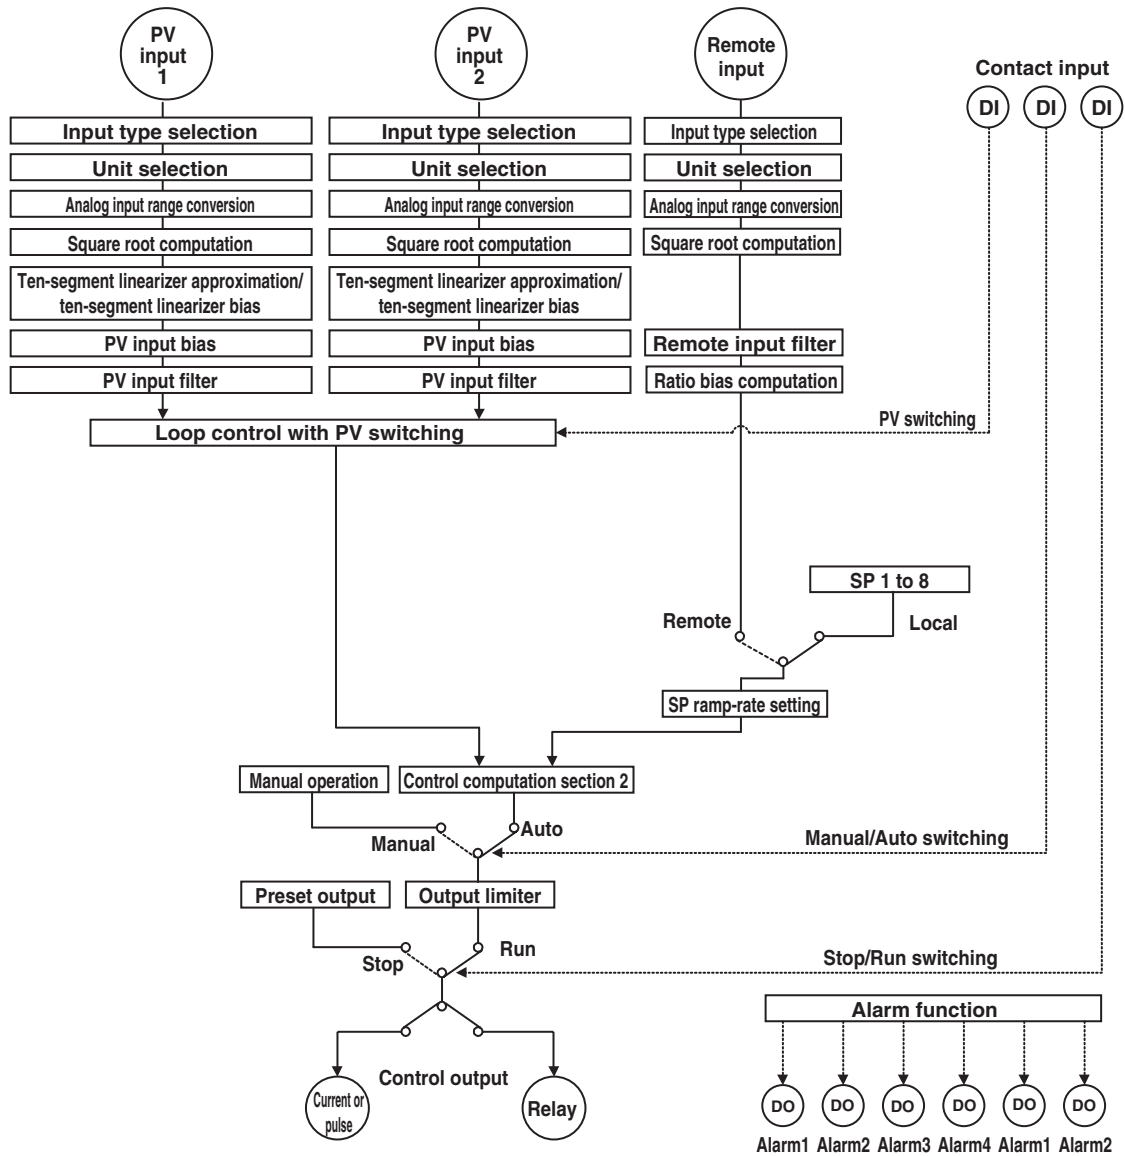 PV
input
1
PV
input
2
Remote
input
Contact input
DI
DI
DI
Input type selection
Input type selection
Input type selection
Unit selection
Unit selection
Unit selection
Analog input range conversion
Analog input range conversion
Analog input range conversion
Square root computation
Square root computation
Square root computation
Ten-segment linearizer approximation/
ten-segment linearizer bias
Ten-segment linearizer approximation/
ten-segment linearizer bias
PV input bias
PV input bias
Remote input filter
PV input filter
PV input filter
Ratio bias computation
Loop control with PV switching
PV switching
SP 1 to 8
Remote
Local
SP ramp-rate setting
Manual operation
Control computation section 2
Manual
Auto
Manual/Auto switching
Preset output
Output limiter
Stop
Run
Stop/Run switching
Alarm function
Control output
Current or
pulse
Relay
DO
DO
DO
DO
DO
DO
Alarm1
Alarm2
Alarm3
Alarm4
Alarm1
Alarm2